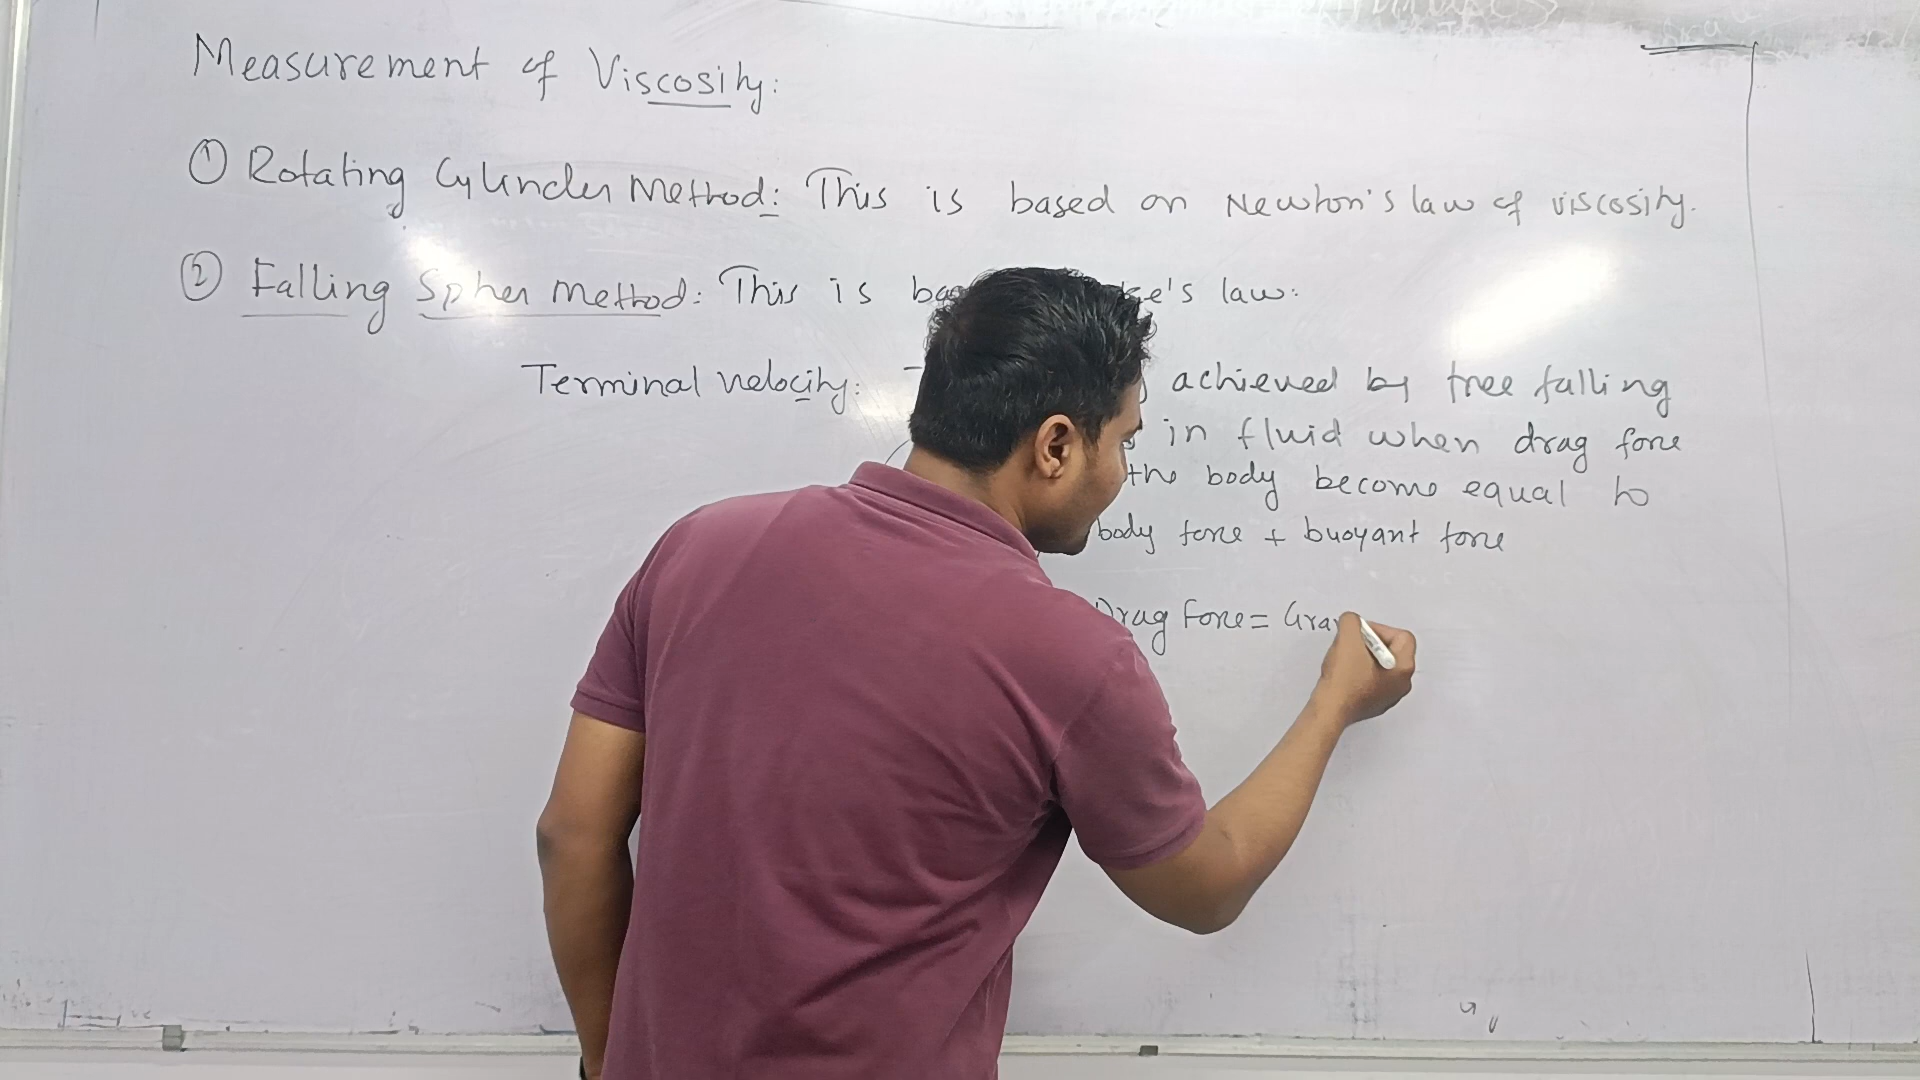 Measurement of Viscosity:
① Rotating Cylinder Method: This is based on Newton's law of viscosity.
② Falling Spher Method: This is law:
Terminal velocity: achieved by free falling
in fluid when drag force
the body become equal to
body force + buoyant force
Drag Force = Gra